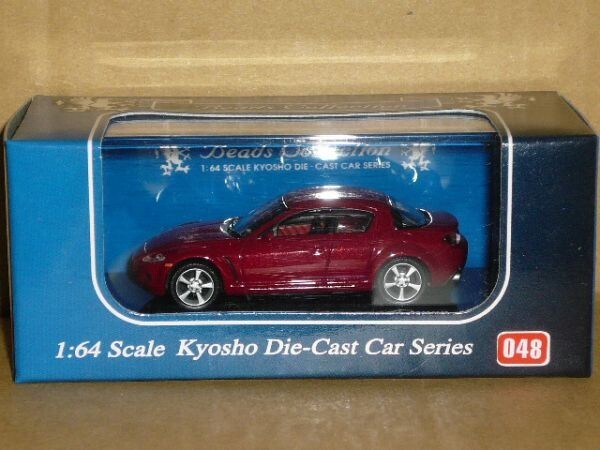 Beads Collection
1:64 SCALE KYOSHO DIE-CAST CAR SERIES
1:64 Scale Kyosho Die-Cast Car Series
048